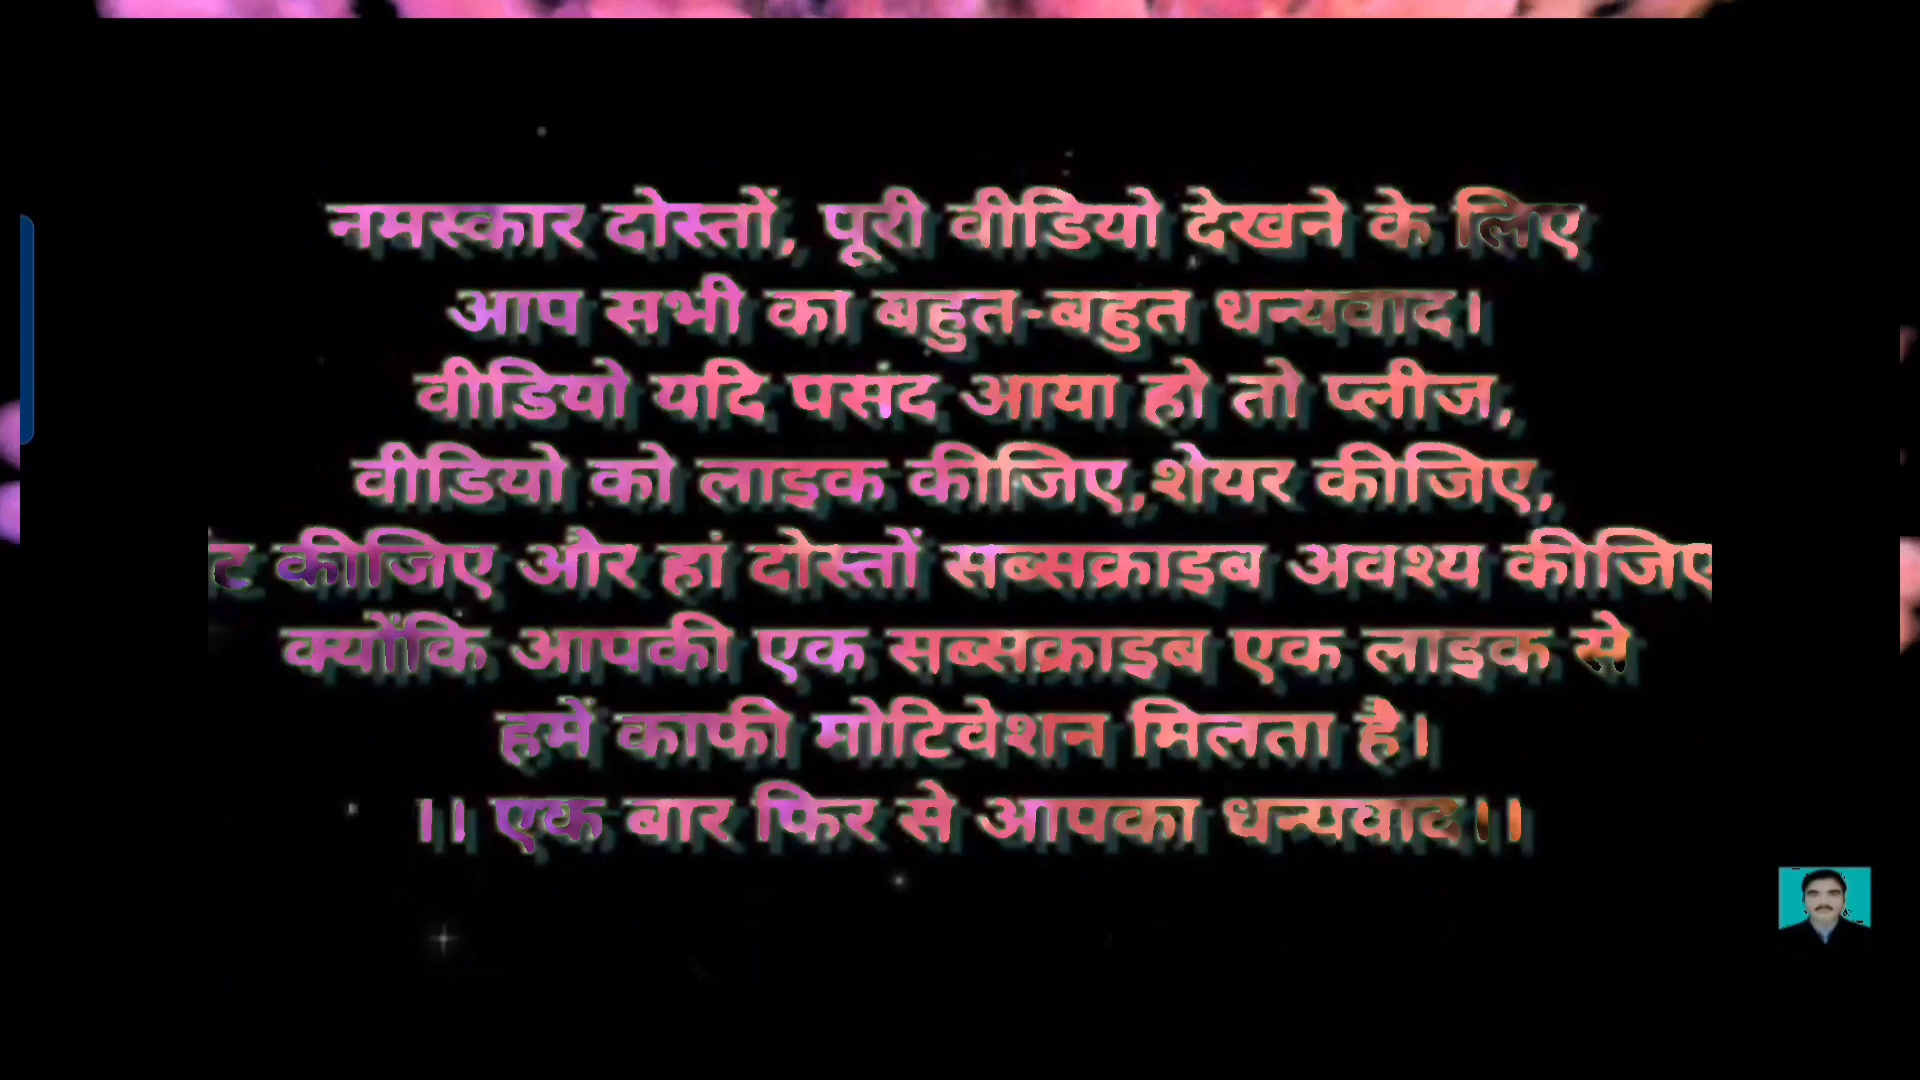 नमस्कार दोस्तों, पूरी वीडियो देखने के लिए
आप सभी का बहुत-बहुत धन्यवाद।
वीडियो यदि पसंद आया हो तो प्लीज,
वीडियो को लाइक कीजिए,शेयर कीजिए,
कीजिए और हां दोस्तों सब्सक्राइब अवश्य कीजिए
क्योंकि आपकी एक सब्सक्राइब एक लाइक से
हमें काफी मोटिवेशन मिलता है।
।। एक बार फिर से आपका धन्यवाद।।